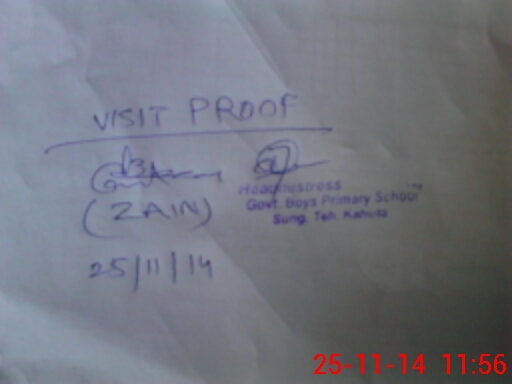 VISIT PROOF
(ZAIN)
Headmistress
Govt. Boys Primary School
Sung. Teh. Kahuta
25/11/14
25-11-14 11:56